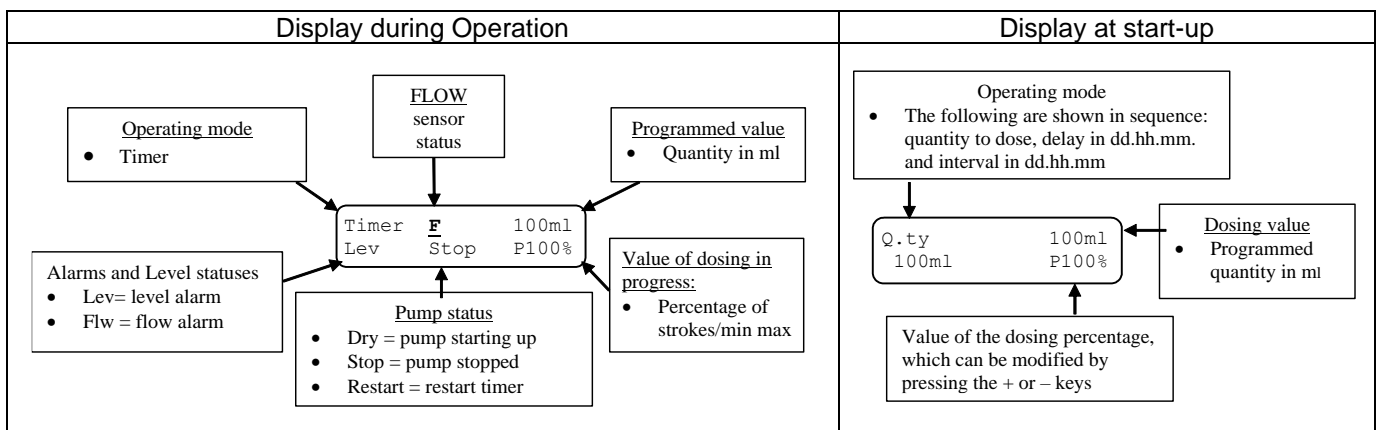 Display during Operation
Display at start-up
FLOW
sensor
status
Operating mode
• Timer
Programmed value
• Quantity in ml
Timer F 100ml
Lev Stop P100%
Alarms and Level statuses
• Lev= level alarm
• Flw = flow alarm
Pump status
• Dry = pump starting up
• Stop = pump stopped
• Restart = restart timer
Value of dosing in
progress:
• Percentage of
strokes/min max
Operating mode
• The following are shown in sequence:
quantity to dose, delay in dd.hh.mm.
and interval in dd.hh.mm
Q.ty 100ml
100ml P100%
Dosing value
• Programmed
quantity in ml
Value of the dosing percentage,
which can be modified by
pressing the + or – keys